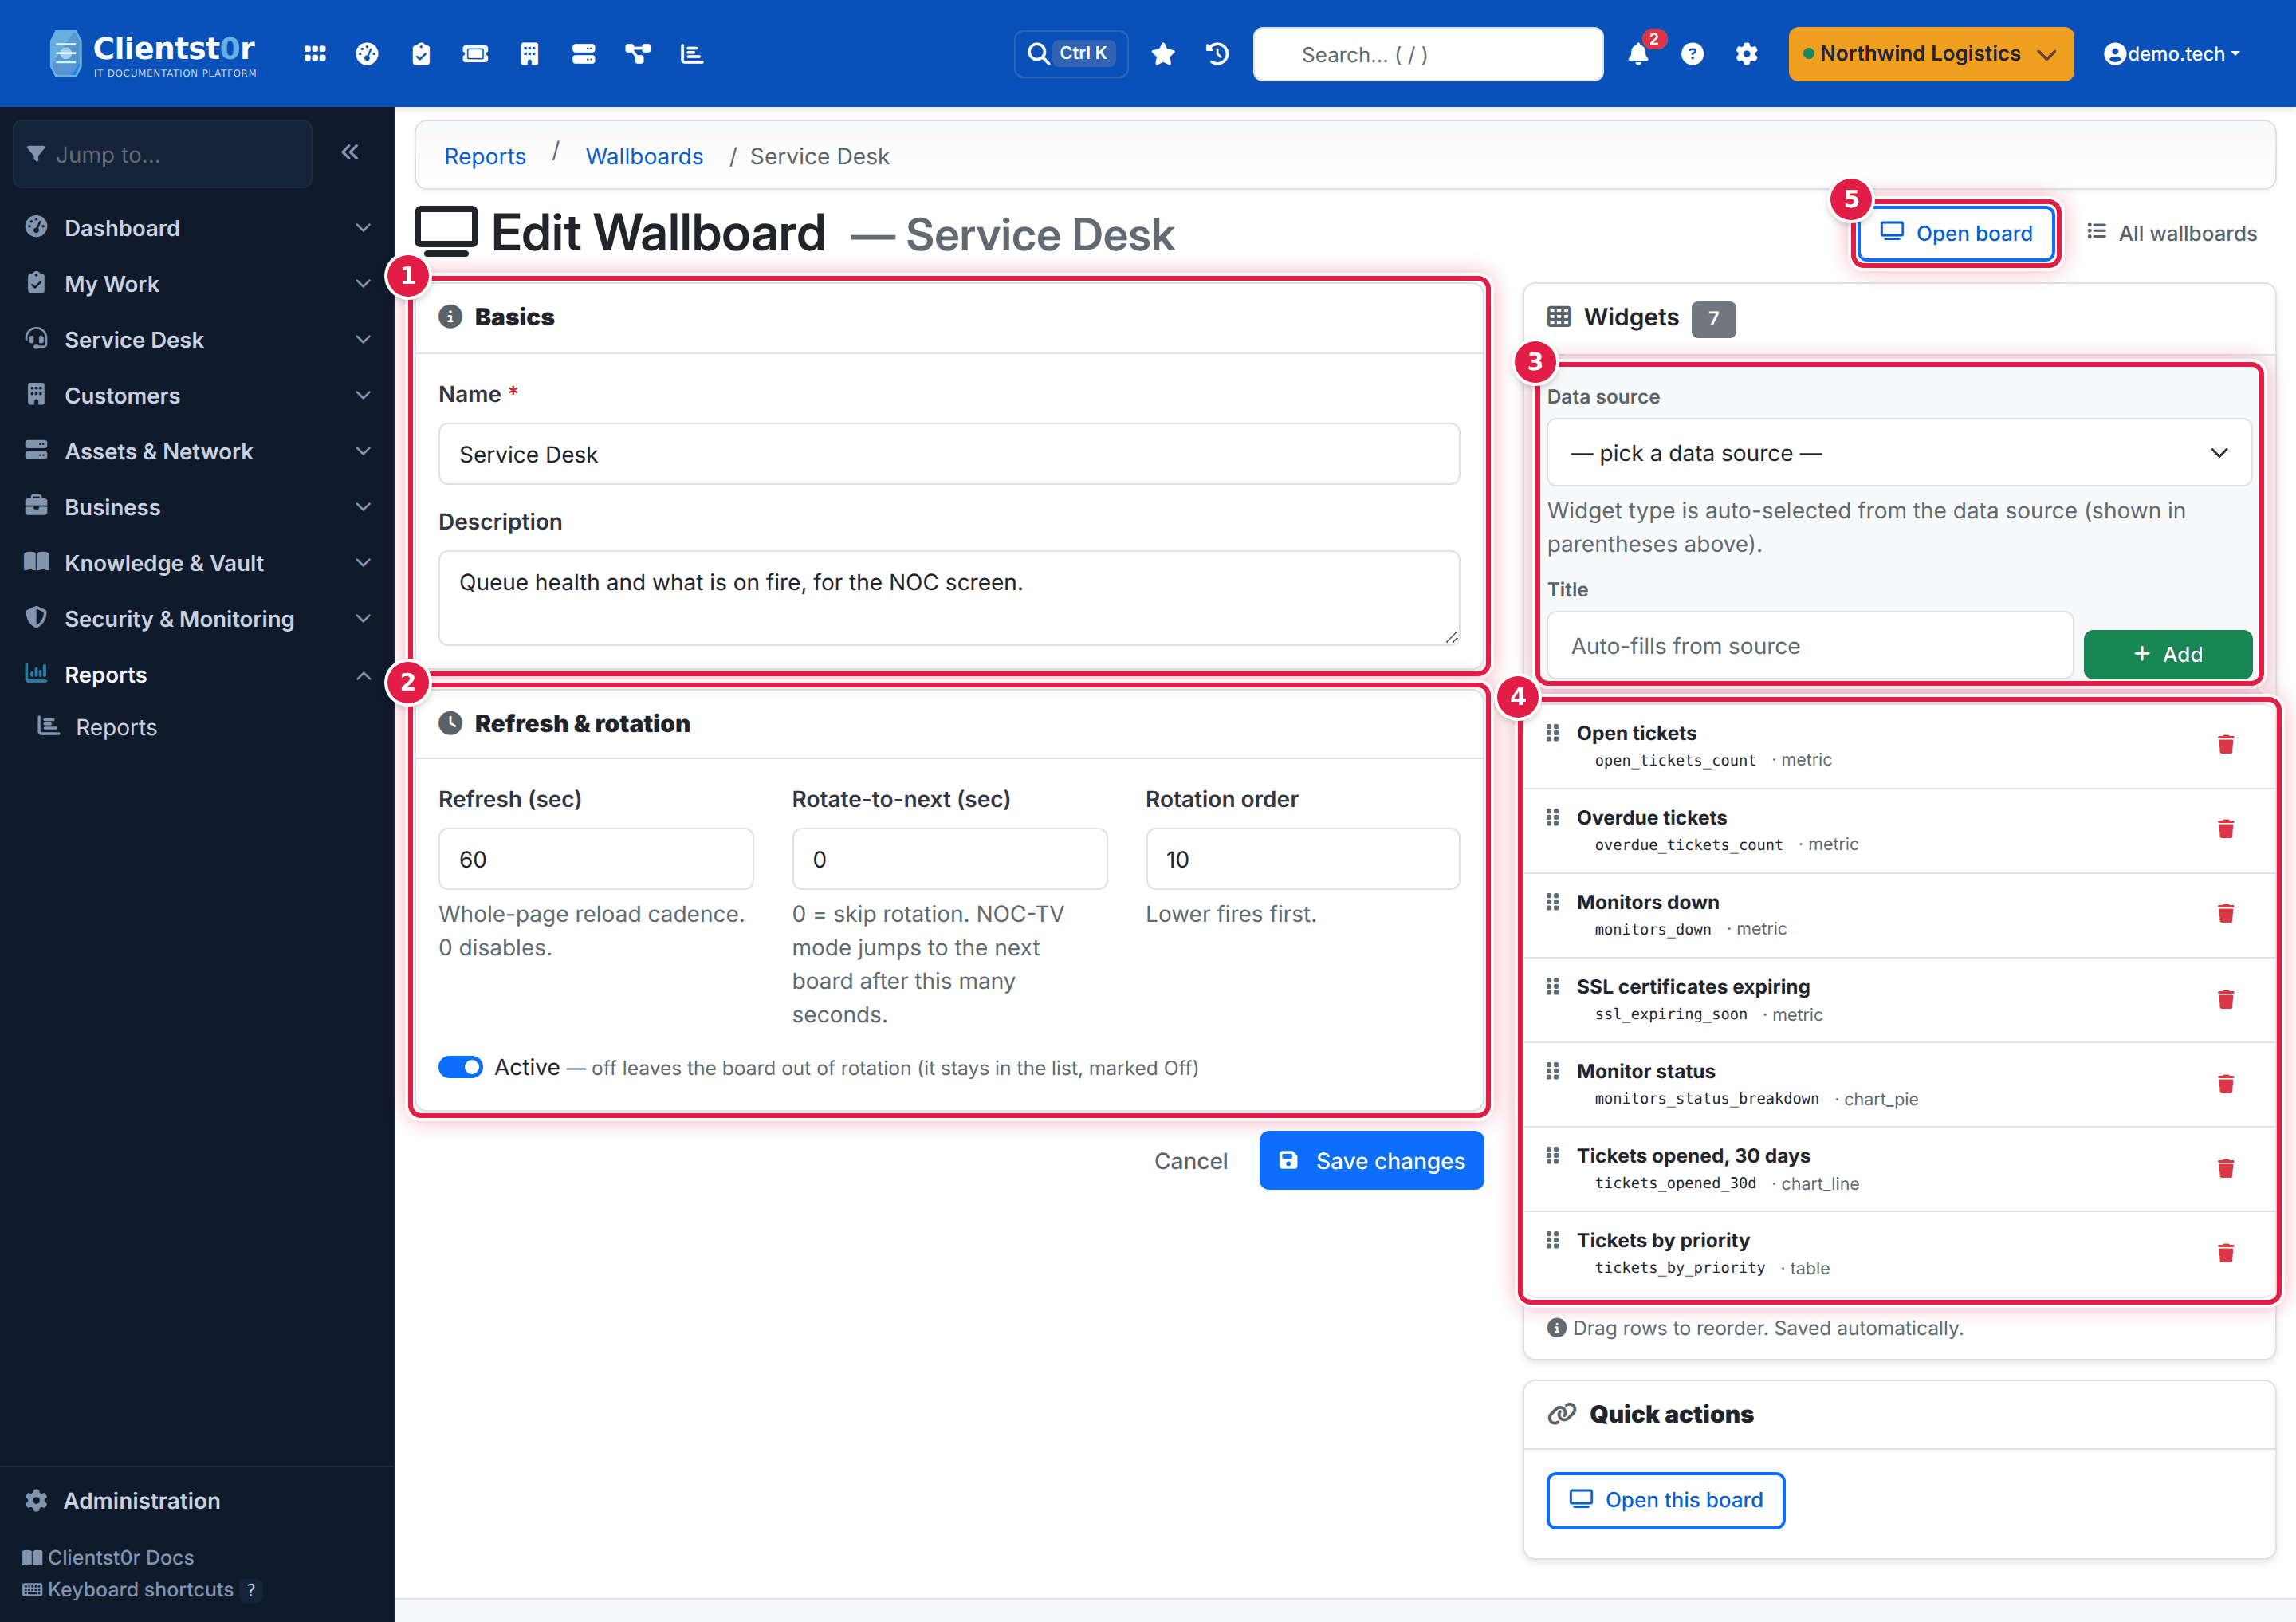 Clientst0r
IT DOCUMENTATION PLATFORM
Ctrl K
Search... ( / )
2
?
Northwind Logistics
demo.tech
Jump to...
Dashboard
My Work
Service Desk
Customers
Assets & Network
Business
Knowledge & Vault
Security & Monitoring
Reports
Reports
Administration
Clientst0r Docs
Keyboard shortcuts ?
Reports / Wallboards / Service Desk
Edit Wallboard — Service Desk
5
Open board
All wallboards
1
Basics
Name *
Service Desk
Description
Queue health and what is on fire, for the NOC screen.
2
Refresh & rotation
Refresh (sec)
60
Whole-page reload cadence.
0 disables.
Rotate-to-next (sec)
0
0 = skip rotation. NOC-TV
mode jumps to the next
board after this many
seconds.
Rotation order
10
Lower fires first.
Active — off leaves the board out of rotation (it stays in the list, marked Off)
Cancel
Save changes
Widgets 7
3
Data source
— pick a data source —
Widget type is auto-selected from the data source (shown in
parentheses above).
Title
Auto-fills from source
+ Add
4
Open tickets
open_tickets_count · metric
Overdue tickets
overdue_tickets_count · metric
Monitors down
monitors_down · metric
SSL certificates expiring
ssl_expiring_soon · metric
Monitor status
monitors_status_breakdown · chart_pie
Tickets opened, 30 days
tickets_opened_30d · chart_line
Tickets by priority
tickets_by_priority · table
Drag rows to reorder. Saved automatically.
Quick actions
Open this board